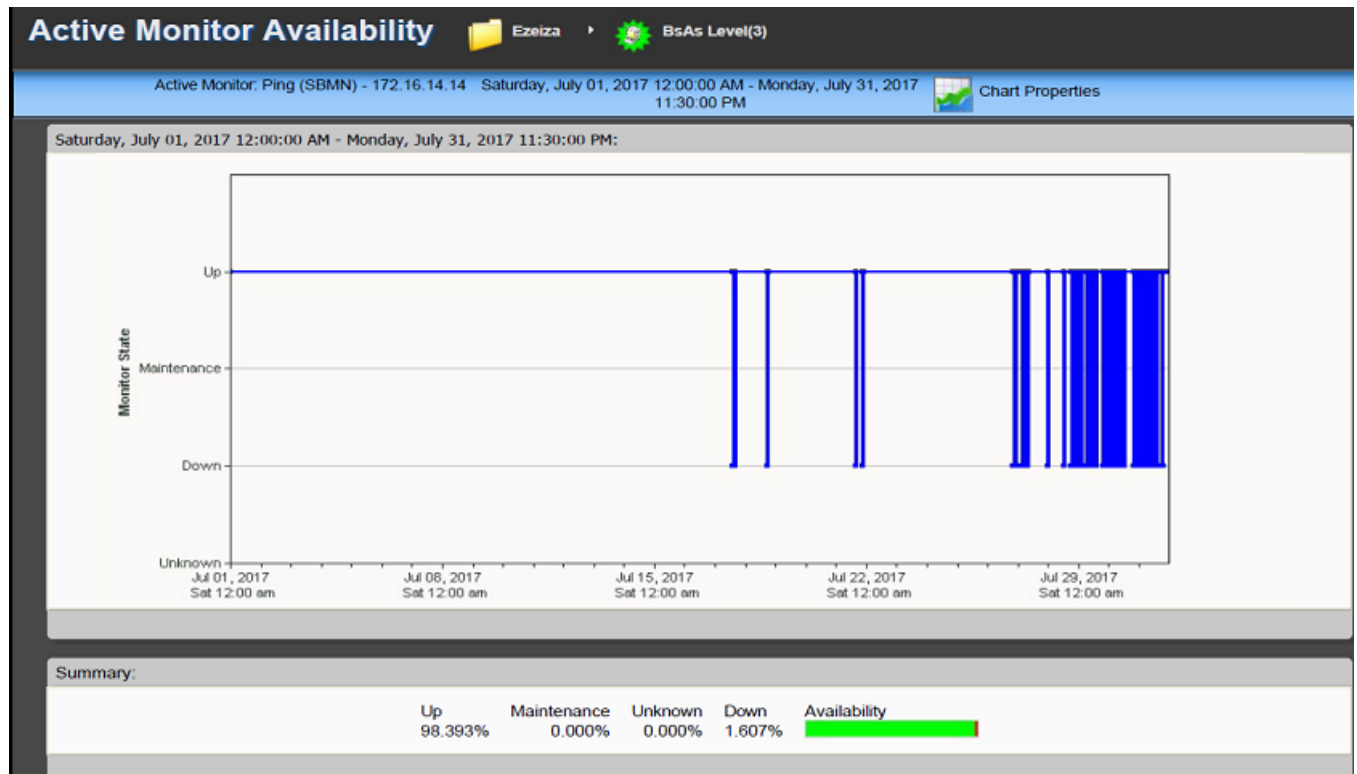 Active Monitor Availability Ezeiza BsAs Level(3)
Active Monitor: Ping (SBMN) - 172.16.14.14 Saturday, July 01, 2017 12:00:00 AM - Monday, July 31, 2017
11:30:00 PM
Chart Properties
Saturday, July 01, 2017 12:00:00 AM - Monday, July 31, 2017 11:30:00 PM:
Monitor State
Up
Maintenance
Down
Unknown
Jul 01, 2017
Sat 12:00 am
Jul 08, 2017
Sat 12:00 am
Jul 15, 2017
Sat 12:00 am
Jul 22, 2017
Sat 12:00 am
Jul 29, 2017
Sat 12:00 am
Summary:
Up Maintenance Unknown Down Availability
98.393% 0.000% 0.000% 1.607%